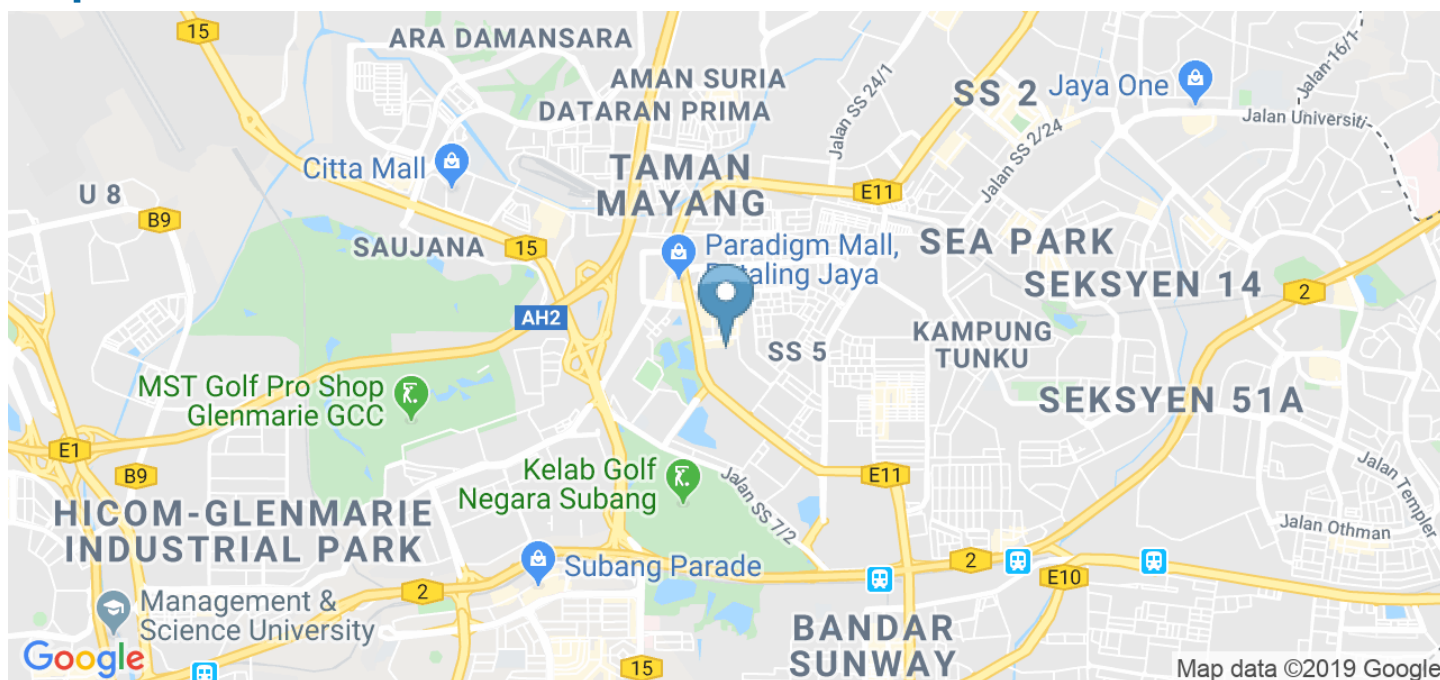 15
ARA DAMANSARA
AMAN SURIA
DATARAN PRIMA
Jalan SS 24/1
SS 2
Jaya One
Jalan 16/1
Jalan Universiti
Jalan SS 2/24
Citta Mall
TAMAN
MAYANG
E11
U 8
B9
SAUJANA
15
Paradigm Mall,
Petaling Jaya
SEA PARK
SEKSYEN 14
2
AH2
SS 5
KAMPUNG
TUNKU
MST Golf Pro Shop
Glenmarie GCC
SEKSYEN 51A
E1
B9
Kelab Golf
Negara Subang
Jalan SS 7/2
E11
Jalan Templer
HICOM-GLENMARIE
INDUSTRIAL PARK
Jalan Othman
Subang Parade
2
E10
2
Management &
Science University
BANDAR
SUNWAY
Google
15
Map data ©2019 Google